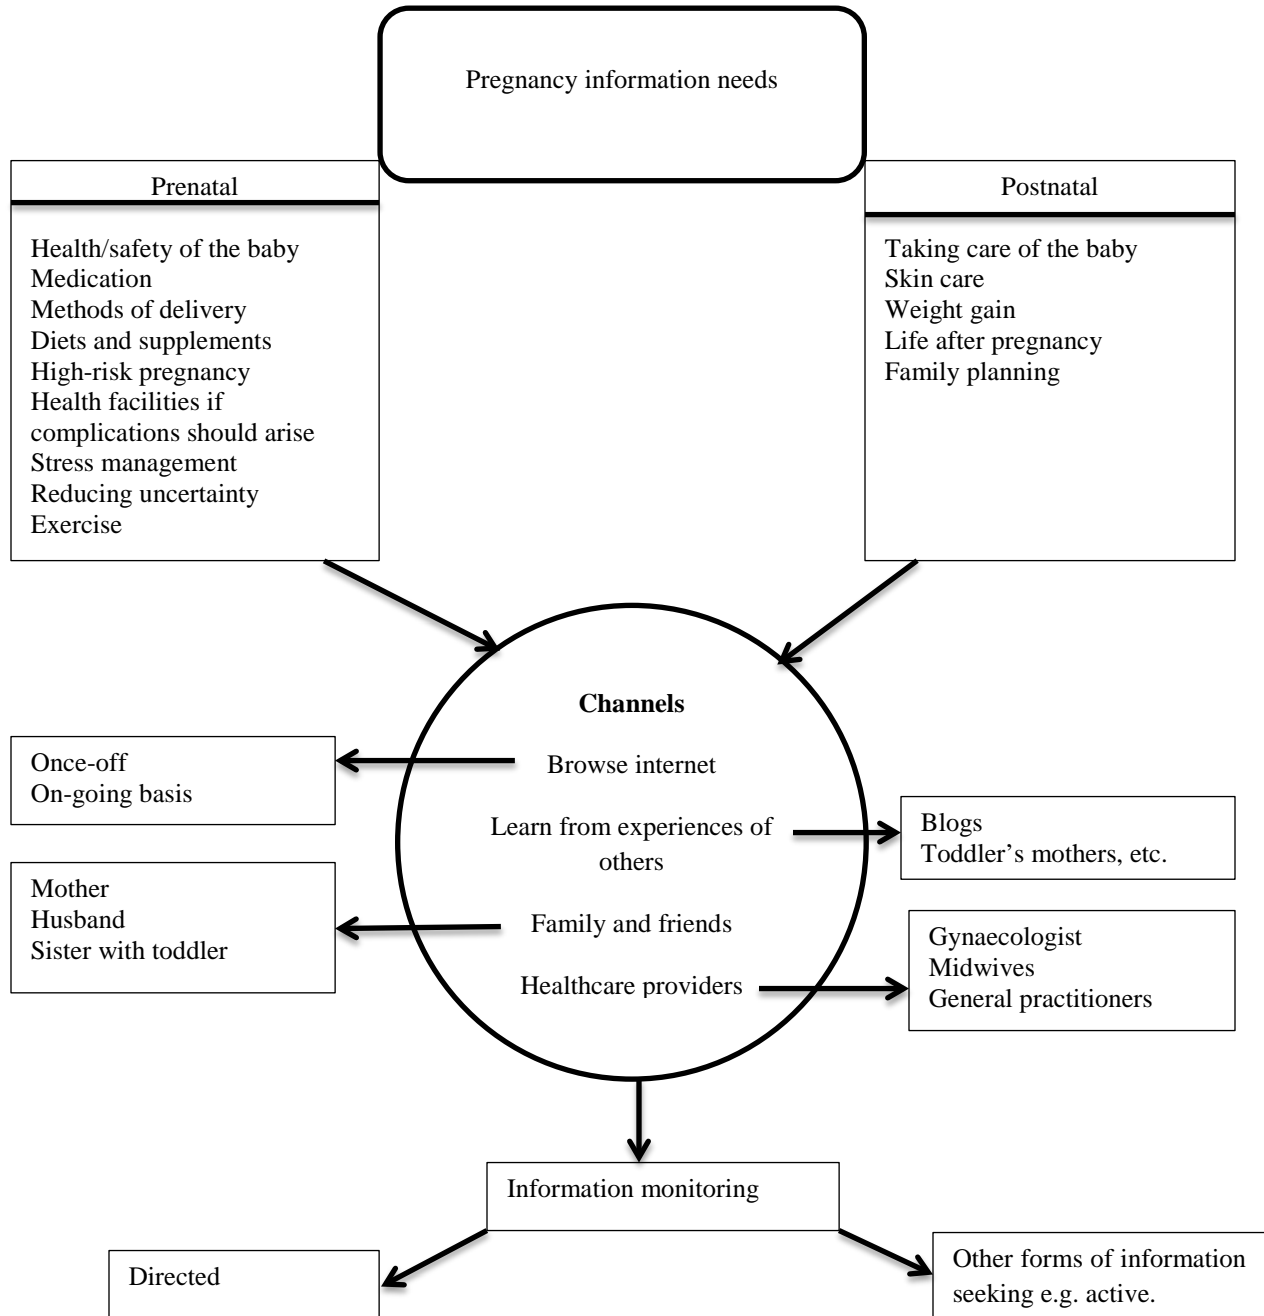 Pregnancy information needs
Prenatal
Health/safety of the baby
Medication
Methods of delivery
Diets and supplements
High-risk pregnancy
Health facilities if
complications should arise
Stress management
Reducing uncertainty
Exercise
Postnatal
Taking care of the baby
Skin care
Weight gain
Life after pregnancy
Family planning
Channels
Browse internet
Learn from experiences of
others
Family and friends
Healthcare providers
Once-off
On-going basis
Mother
Husband
Sister with toddler
Blogs
Toddler’s mothers, etc.
Gynaecologist
Midwives
General practitioners
Information monitoring
Directed
Other forms of information
seeking e.g. active.